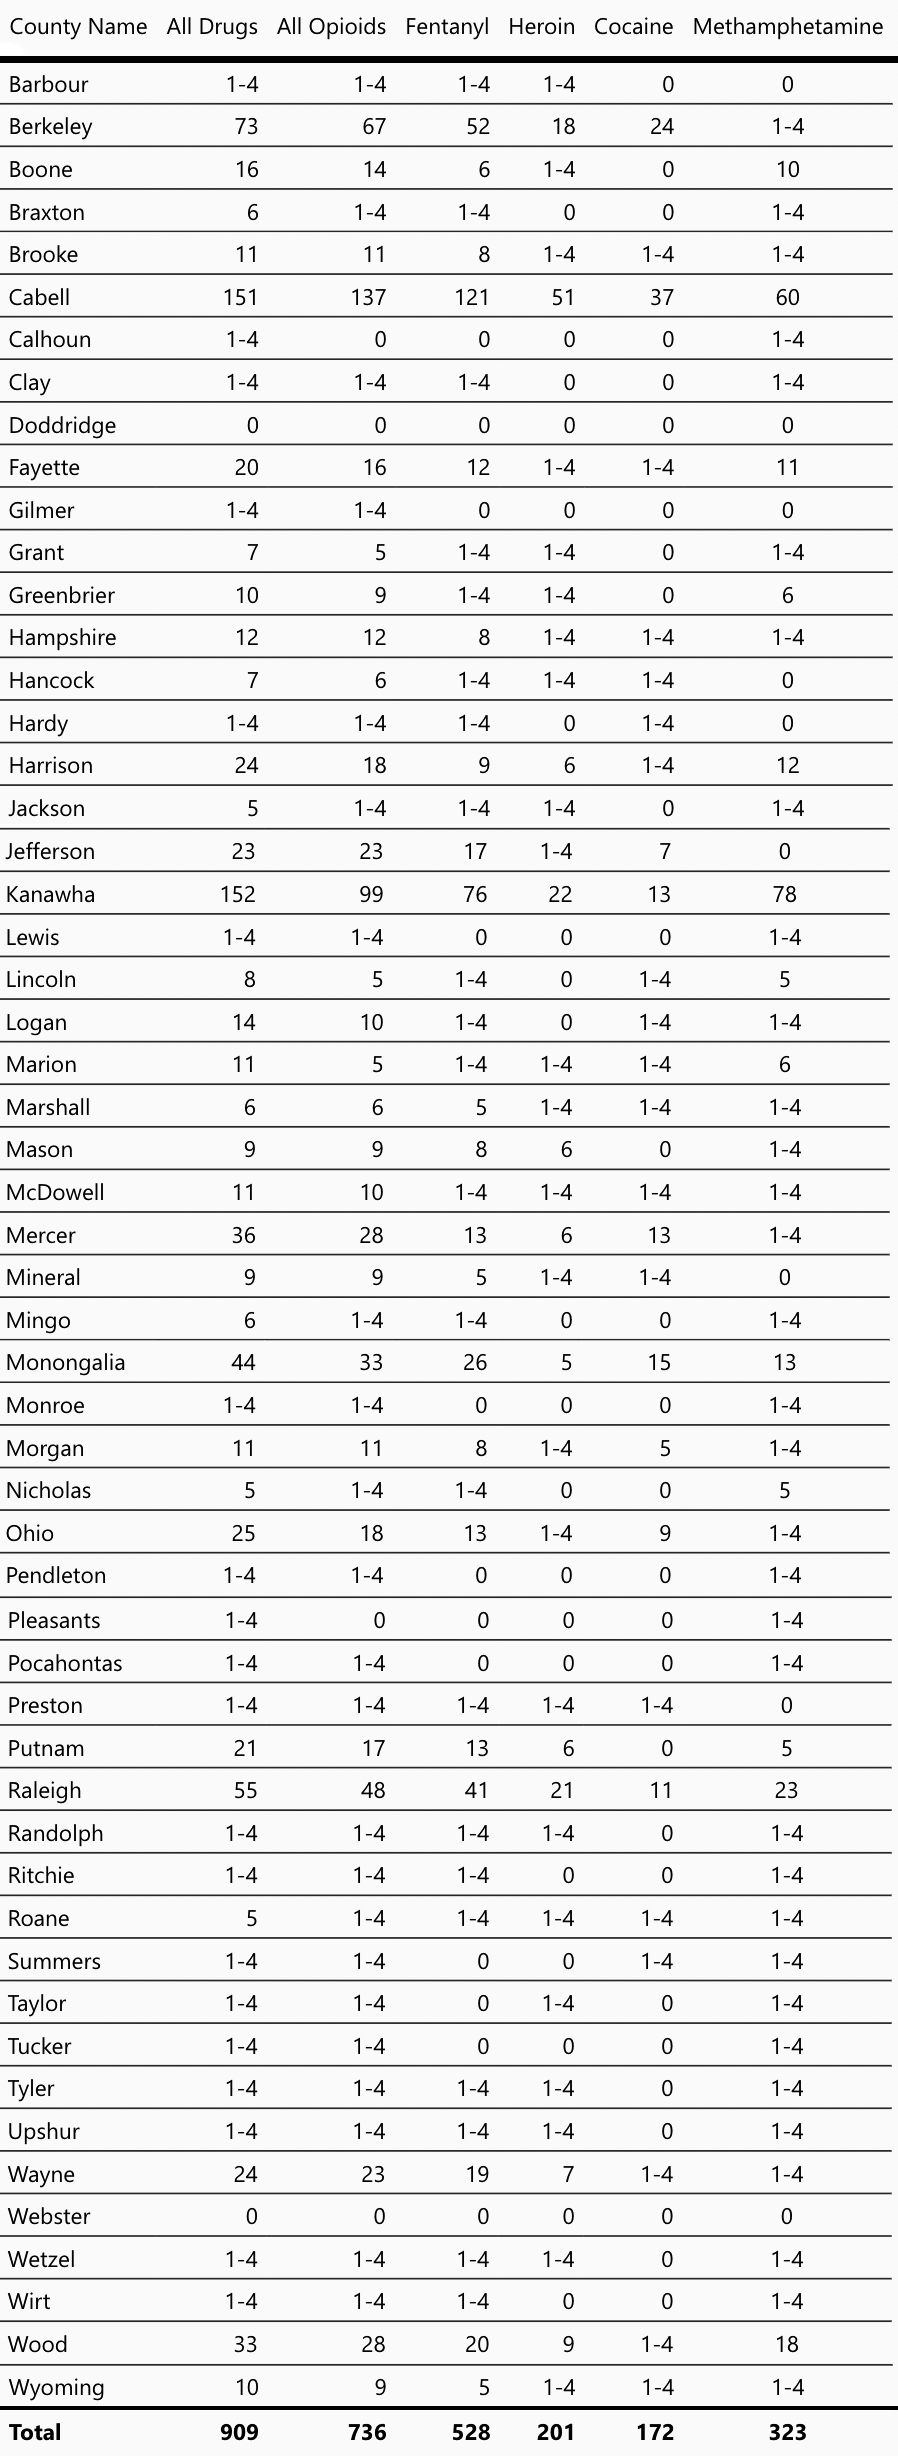 County Name All Drugs All Opioids Fentanyl Heroin Cocaine Methamphetamine
Barbour 1-4 1-4 1-4 1-4 0 0
Berkeley 73 67 52 18 24 1-4
Boone 16 14 6 1-4 0 10
Braxton 6 1-4 1-4 0 0 1-4
Brooke 11 11 8 1-4 1-4 1-4
Cabell 151 137 121 51 37 60
Calhoun 1-4 0 0 0 0 1-4
Clay 1-4 1-4 1-4 0 0 1-4
Doddridge 0 0 0 0 0 0
Fayette 20 16 12 1-4 1-4 11
Gilmer 1-4 1-4 0 0 0 0
Grant 7 5 1-4 1-4 0 1-4
Greenbrier 10 9 1-4 1-4 0 6
Hampshire 12 12 8 1-4 1-4 1-4
Hancock 7 6 1-4 1-4 1-4 0
Hardy 1-4 1-4 1-4 0 1-4 0
Harrison 24 18 9 6 1-4 12
Jackson 5 1-4 1-4 1-4 0 1-4
Jefferson 23 23 17 1-4 7 0
Kanawha 152 99 76 22 13 78
Lewis 1-4 1-4 0 0 0 1-4
Lincoln 8 5 1-4 0 1-4 5
Logan 14 10 1-4 0 1-4 1-4
Marion 11 5 1-4 1-4 1-4 6
Marshall 6 6 5 1-4 1-4 1-4
Mason 9 9 8 6 0 1-4
McDowell 11 10 1-4 1-4 1-4 1-4
Mercer 36 28 13 6 13 1-4
Mineral 9 9 5 1-4 1-4 0
Mingo 6 1-4 1-4 0 0 1-4
Monongalia 44 33 26 5 15 13
Monroe 1-4 1-4 0 0 0 1-4
Morgan 11 11 8 1-4 5 1-4
Nicholas 5 1-4 1-4 0 0 5
Ohio 25 18 13 1-4 9 1-4
Pendleton 1-4 1-4 0 0 0 1-4
Pleasants 1-4 0 0 0 0 1-4
Pocahontas 1-4 1-4 0 0 0 1-4
Preston 1-4 1-4 1-4 1-4 1-4 0
Putnam 21 17 13 6 0 5
Raleigh 55 48 41 21 11 23
Randolph 1-4 1-4 1-4 1-4 0 1-4
Ritchie 1-4 1-4 1-4 0 0 1-4
Roane 5 1-4 1-4 1-4 1-4 1-4
Summers 1-4 1-4 0 0 1-4 1-4
Taylor 1-4 1-4 0 1-4 0 1-4
Tucker 1-4 1-4 0 0 0 1-4
Tyler 1-4 1-4 1-4 1-4 0 1-4
Upshur 1-4 1-4 1-4 1-4 0 1-4
Wayne 24 23 19 7 1-4 1-4
Webster 0 0 0 0 0 0
Wetzel 1-4 1-4 1-4 1-4 0 1-4
Wirt 1-4 1-4 1-4 0 0 1-4
Wood 33 28 20 9 1-4 18
Wyoming 10 9 5 1-4 1-4 1-4
Total 909 736 528 201 172 323